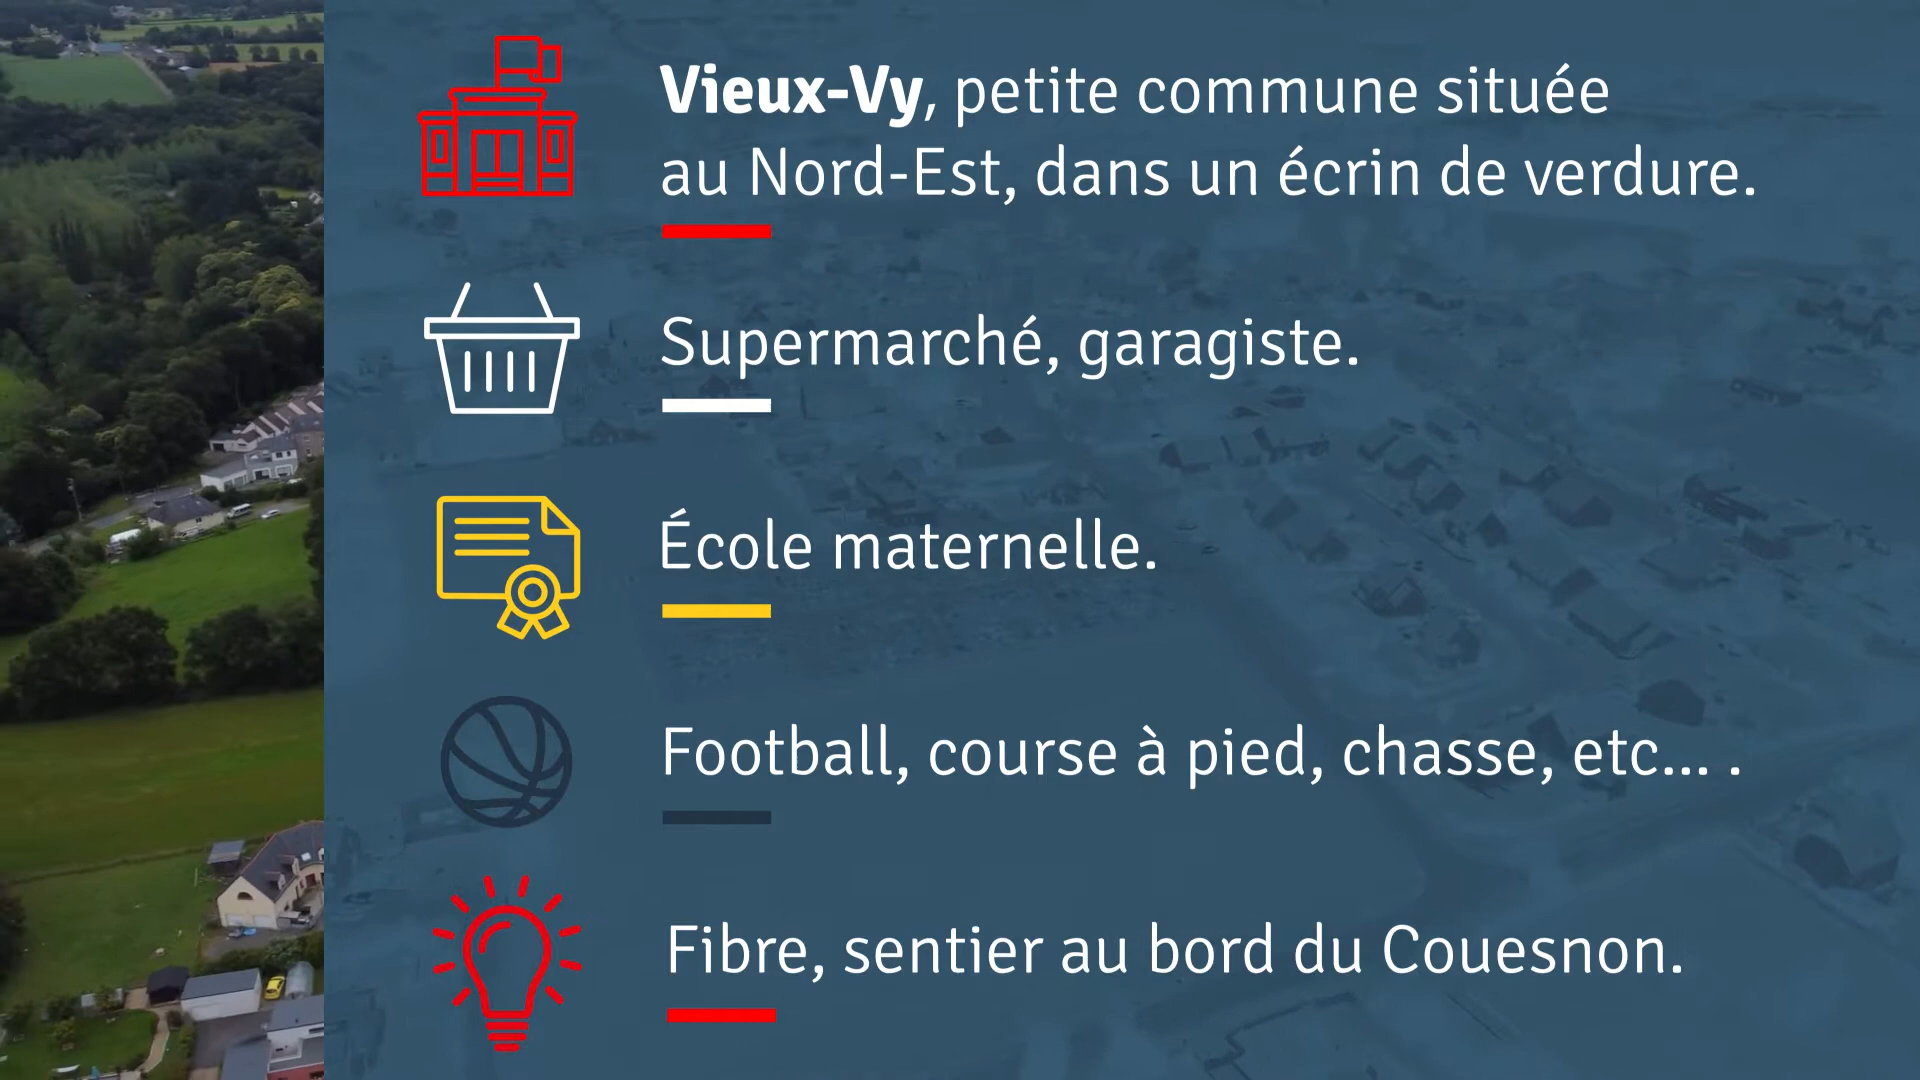 Vieux-Vy, petite commune située
au Nord-Est, dans un écrin de verdure.
Supermarché, garagiste.
École maternelle.
Football, course à pied, chasse, etc... .
Fibre, sentier au bord du Couesnon.